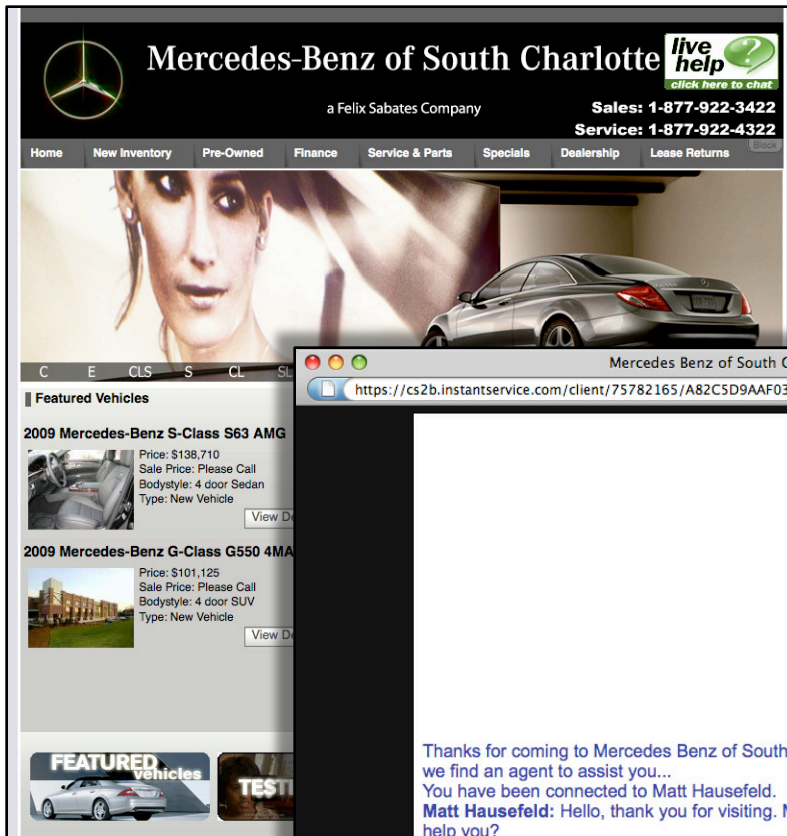 Mercedes-Benz of South Charlotte
live
help
?
click here to chat
a Felix Sabates Company
Sales: 1-877-922-3422
Service: 1-877-922-4322
Home New Inventory Pre-Owned Finance Service & Parts Specials Dealership Lease Returns
Block
C E CLS S CL SL
Featured Vehicles
2009 Mercedes-Benz S-Class S63 AMG
Price: $138,710
Sale Price: Please Call
Bodystyle: 4 door Sedan
Type: New Vehicle
View De
2009 Mercedes-Benz G-Class G550 4MA
Price: $101,125
Sale Price: Please Call
Bodystyle: 4 door SUV
Type: New Vehicle
View De
FEATURED
vehicles
TESTI
Mercedes Benz of South C
https://cs2b.instantservice.com/client/75782165/A82C5D9AAF03
Thanks for coming to Mercedes Benz of South
we find an agent to assist you...
You have been connected to Matt Hausefeld.
Matt Hausefeld: Hello, thank you for visiting. M
help you?